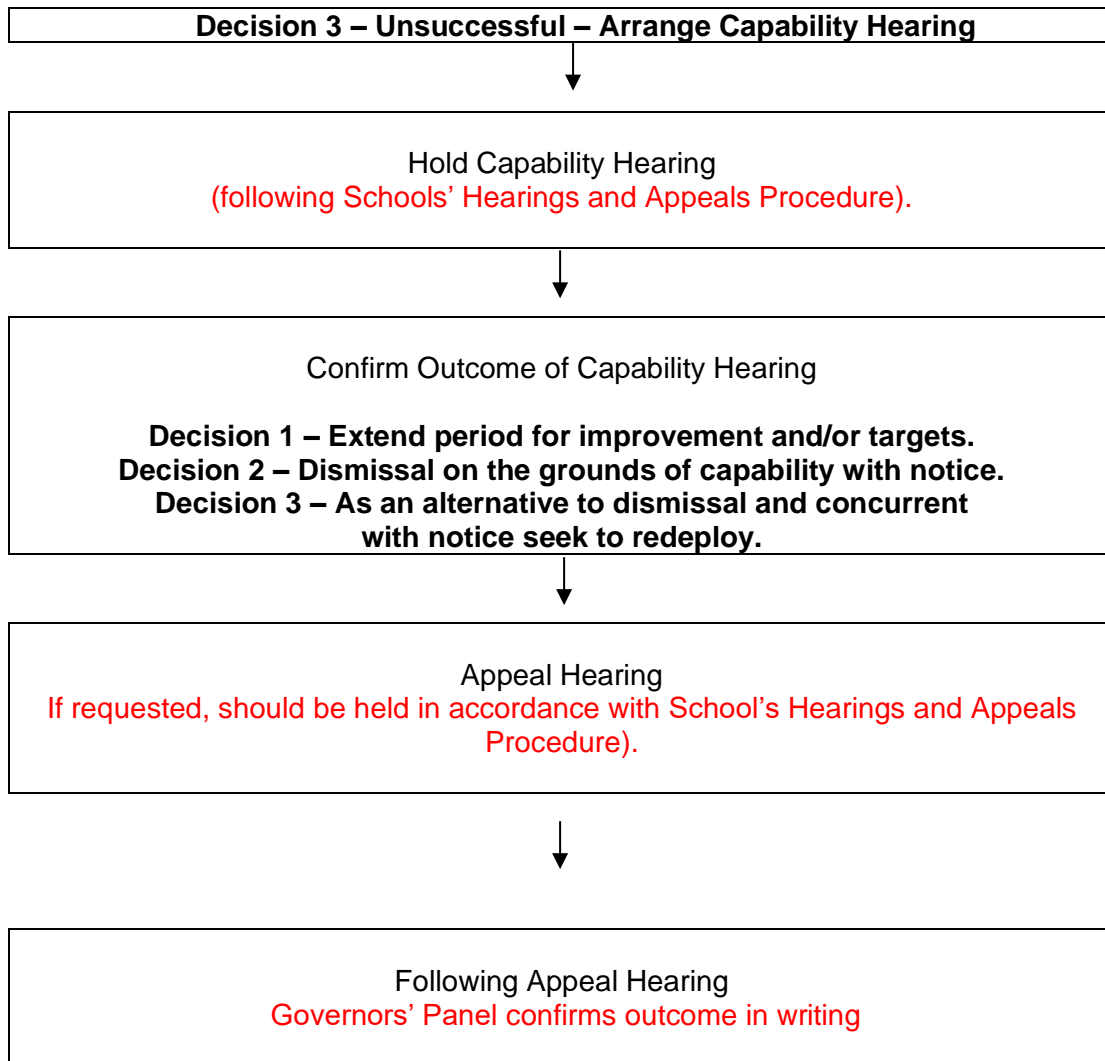 Decision 3 – Unsuccessful – Arrange Capability Hearing
Hold Capability Hearing
(following Schools’ Hearings and Appeals Procedure).
Confirm Outcome of Capability Hearing
Decision 1 – Extend period for improvement and/or targets.
Decision 2 – Dismissal on the grounds of capability with notice.
Decision 3 – As an alternative to dismissal and concurrent
with notice seek to redeploy.
Appeal Hearing
If requested, should be held in accordance with School’s Hearings and Appeals
Procedure).
Following Appeal Hearing
Governors’ Panel confirms outcome in writing